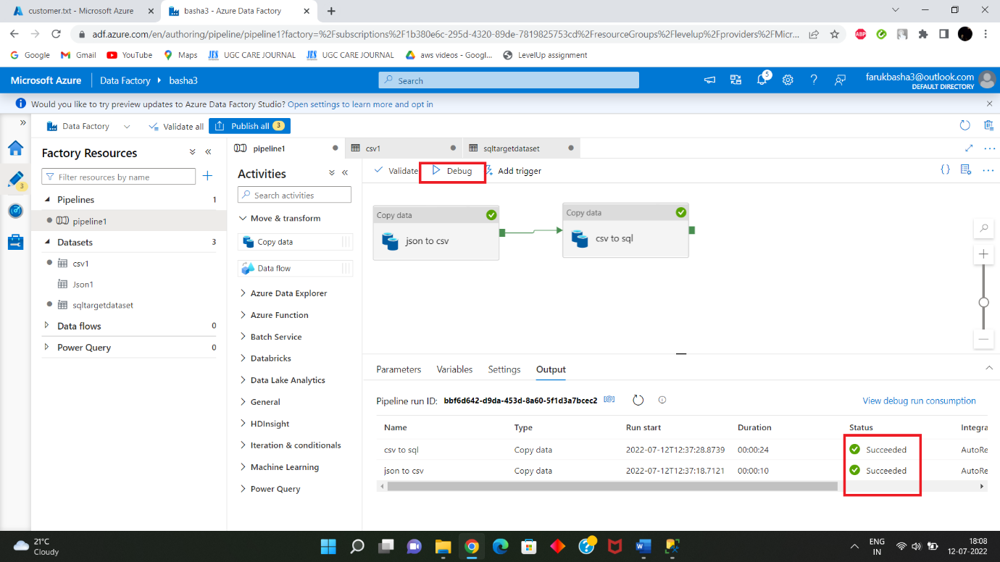 customer.txt - Microsoft Azure
basha3 - Azure Data Factory
adf.azure.com/en/authoring/pipeline/pipeline1?factory=%2Fsubscriptions%2F1b380e6c-295d-4320-89de-7819825753cd%2FresourceGroups%2Flevelup%2Fproviders%2FMicr...
ABP
Google
Gmail
YouTube
Maps
JES UGC CARE JOURNAL
JES UGC CARE JOURNAL
aws videos - Googl...
LevelUp assignment
Microsoft Azure
Data Factory
basha3
Search
5
farukbasha3@outlook.com
DEFAULT DIRECTORY
Would you like to try preview updates to Azure Data Factory Studio? Open settings to learn more and opt in
Data Factory
Validate all
Publish all 3
3
Factory Resources
Filter resources by name
Pipelines 1
pipeline1
Datasets 3
csv1
Json1
sqltargetdataset
Data flows 0
Power Query 0
pipeline1
csv1
sqltargetdataset
Activities
Search activities
Move & transform
Copy data
Data flow
Azure Data Explorer
Azure Function
Batch Service
Databricks
Data Lake Analytics
General
HDInsight
Iteration & conditionals
Machine Learning
Power Query
Validate
Debug
Add trigger
Copy data
json to csv
Copy data
csv to sql
Parameters Variables Settings Output
Pipeline run ID: bbf6d642-d9da-453d-8a60-5f1d3a7bcec2
View debug run consumption
Name Type Run start Duration Status Integra
csv to sql Copy data 2022-07-12T12:37:28.8739 00:00:24 Succeeded AutoRe
json to csv Copy data 2022-07-12T12:37:18.7121 00:00:10 Succeeded AutoRe
21°C
Cloudy
ENG
IN
18:08
12-07-2022